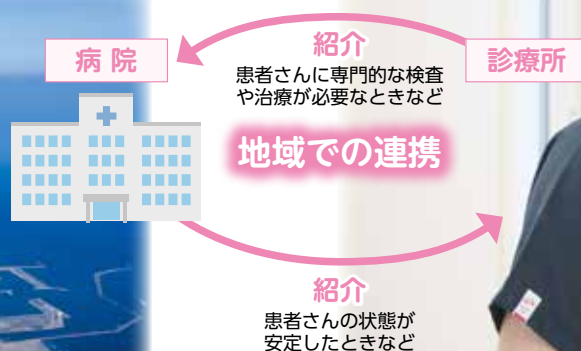 病院
紹介
患者さんに専門的な検査
や治療が必要なときなど
診療所
地域での連携
紹介
患者さんの状態が
安定したときなど